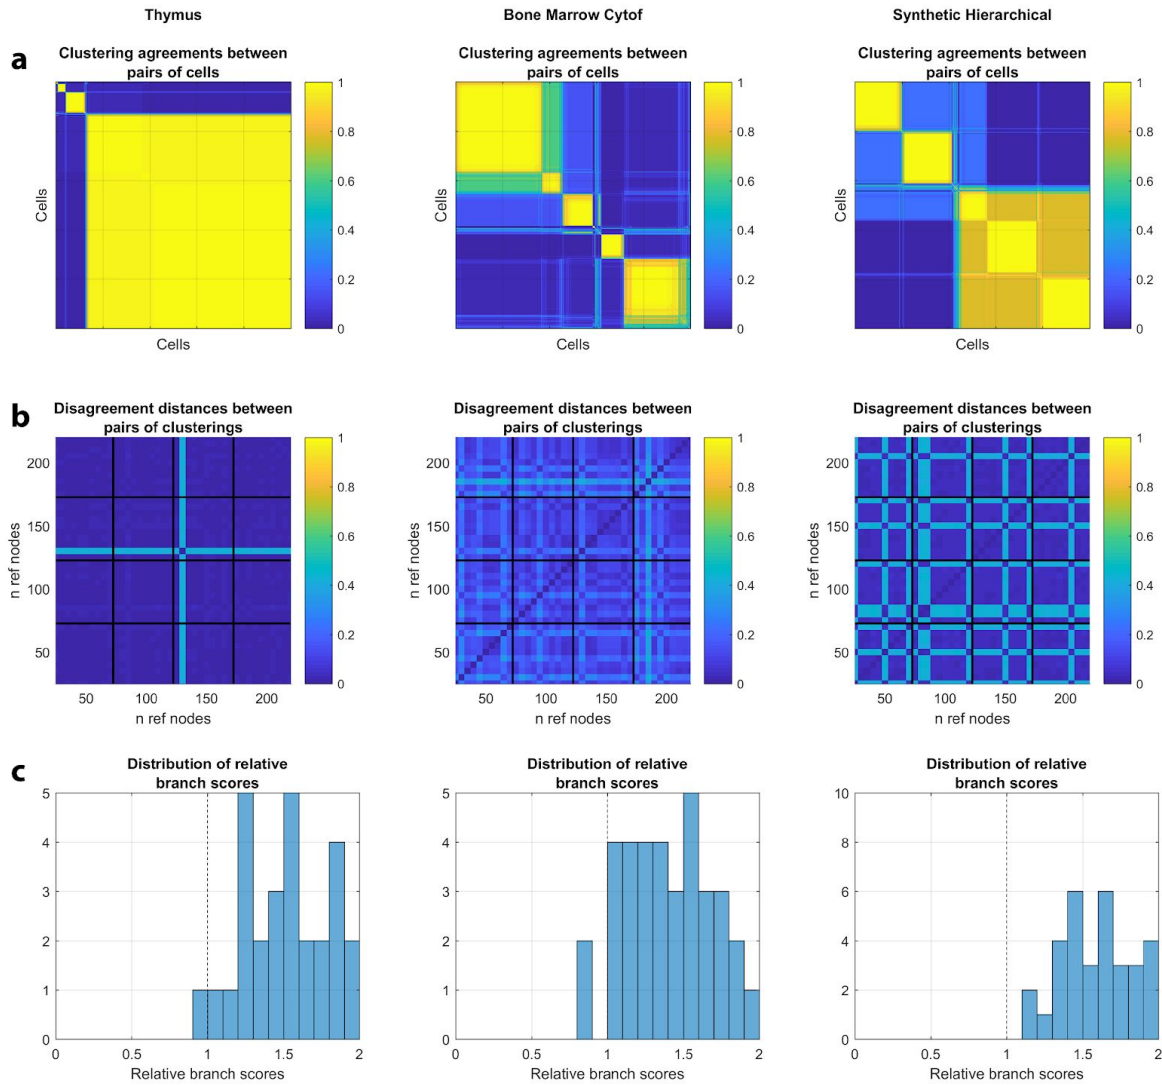 Thymus
Bone Marrow Cytof
Synthetic Hierarchical
a
Clustering agreements between
pairs of cells
Cells
Cells
1
0.8
0.6
0.4
0.2
0
Clustering agreements between
pairs of cells
Cells
Cells
1
0.8
0.6
0.4
0.2
0
Clustering agreements between
pairs of cells
Cells
Cells
1
0.8
0.6
0.4
0.2
0
b
Disagreement distances between
pairs of clusterings
n ref nodes
200
150
100
50
50 100 150 200
n ref nodes
1
0.8
0.6
0.4
0.2
0
Disagreement distances between
pairs of clusterings
n ref nodes
200
150
100
50
50 100 150 200
n ref nodes
1
0.8
0.6
0.4
0.2
0
Disagreement distances between
pairs of clusterings
n ref nodes
200
150
100
50
50 100 150 200
n ref nodes
1
0.8
0.6
0.4
0.2
0
c
Distribution of relative
branch scores
5
4
3
2
1
0
0 0.5 1 1.5 2
Relative branch scores
Distribution of relative
branch scores
5
4
3
2
1
0
0 0.5 1 1.5 2
Relative branch scores
Distribution of relative
branch scores
10
8
6
4
2
0
0 0.5 1 1.5 2
Relative branch scores